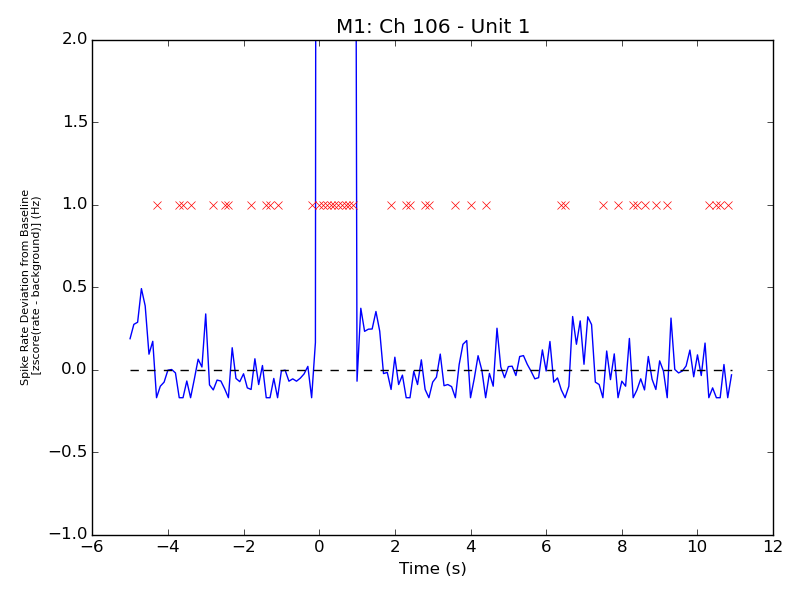 M1: Ch 106 - Unit 1
2.0
1.5
1.0
0.5
0.0
−0.5
−1.0
Spike Rate Deviation from Baseline
[zscore(rate - background)] (Hz)
−6 −4 −2 0 2 4 6 8 10 12
Time (s)